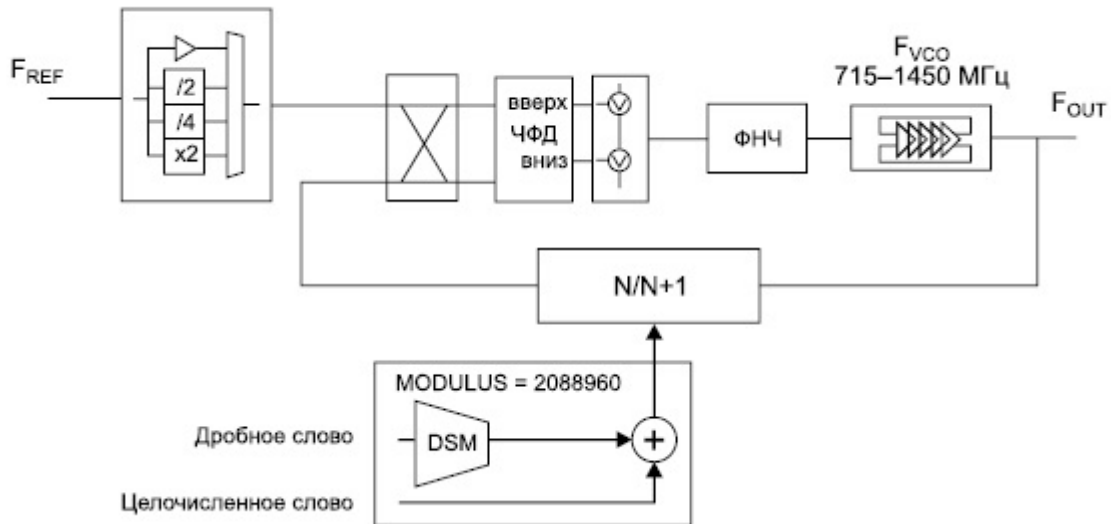 F_REF
/2
/4
x2
вверх
ЧФД
вниз
ФНЧ
F_VCO
715–1450 МГц
F_OUT
N/N+1
MODULUS = 2088960
Дробное слово
DSM
+
Целочисленное слово